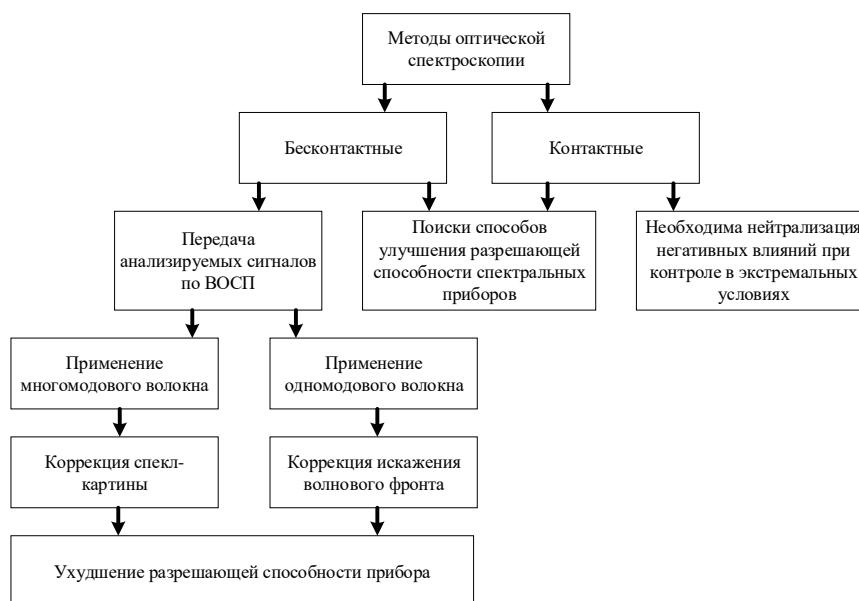 Методы оптической
спектроскопии
Бесконтактные
Контактные
Передача
анализируемых сигналов
по ВОСП
Поиски способов
улучшения разрешающей
способности спектральных
приборов
Необходима нейтрализация
негативных влияний при
контроле в экстремальных
условиях
Применение
многомодового волокна
Применение
одномодового волокна
Коррекция спекл-
картины
Коррекция искажения
волнового фронта
Ухудшение разрешающей способности прибора